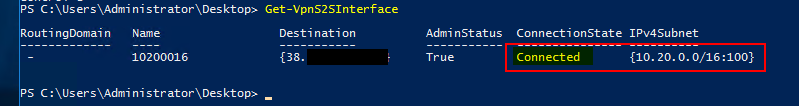 PS C:\Users\Administrator\Desktop> Get-VpnS2SInterface
RoutingDomain Name Destination AdminStatus ConnectionState IPv4Subnet
------------- ---- ----------- ----------- --------------- ----------
- 10200016 {38. } True Connected {10.20.0.0/16:100}
PS C:\Users\Administrator\Desktop> _